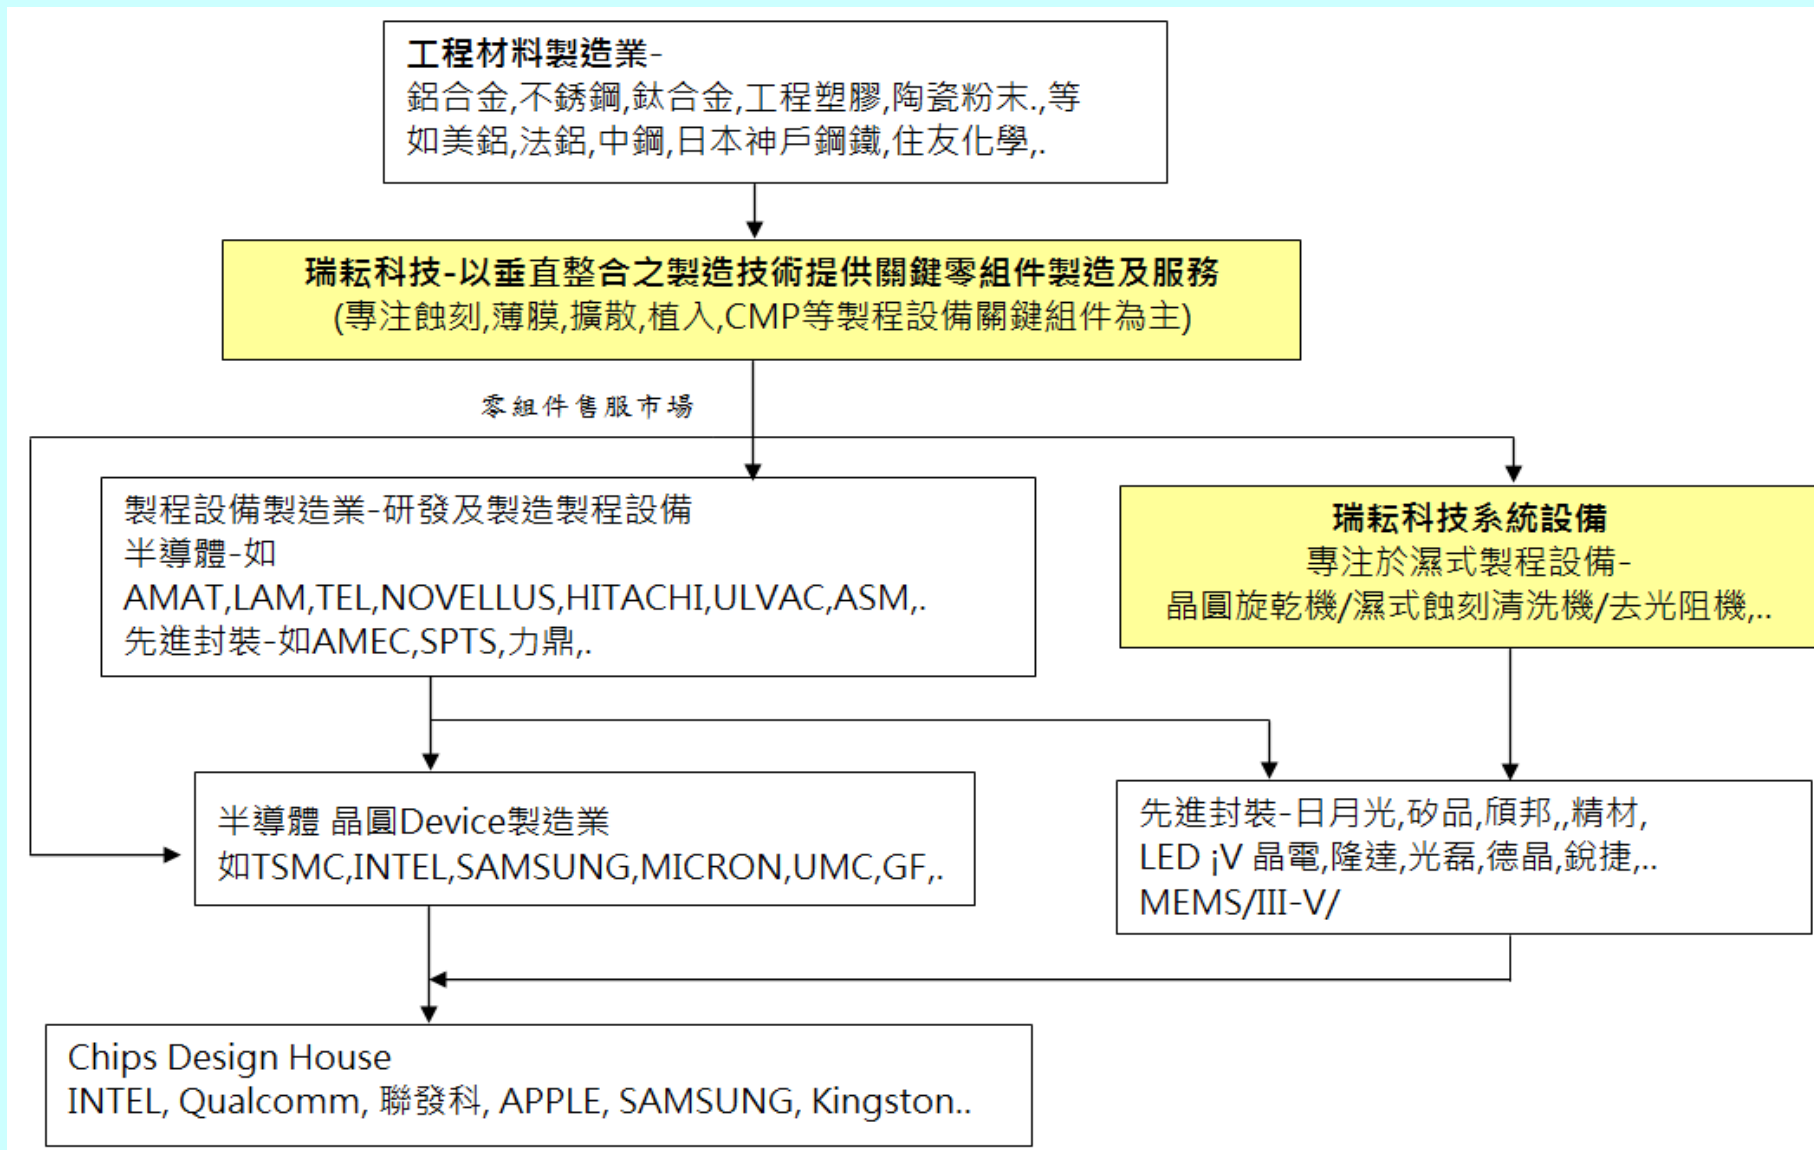 工程材料製造業-
鋁合金,不銹鋼,鈦合金,工程塑膠,陶瓷粉末.,等
如美鋁,法鋁,中鋼,日本神戶鋼鐵,住友化學,.
瑞耘科技-以垂直整合之製造技術提供關鍵零組件製造及服務
(專注蝕刻,薄膜,擴散,植入,CMP等製程設備關鍵組件為主)
零組件售服市場
製程設備製造業-研發及製造製程設備
半導體-如
AMAT,LAM,TEL,NOVELLUS,HITACHI,ULVAC,ASM,.
先進封裝-如AMEC,SPTS,力鼎,.
瑞耘科技系統設備
專注於濕式製程設備-
晶圓旋乾機/濕式蝕刻清洗機/去光阻機,..
半導體 晶圓Device製造業
如TSMC,INTEL,SAMSUNG,MICRON,UMC,GF,.
先進封裝-日月光,矽品,頎邦,,精材,
LED ¡V 晶電,隆達,光磊,德晶,銳捷,..
MEMS/III-V/
Chips Design House
INTEL, Qualcomm, 聯發科, APPLE, SAMSUNG, Kingston..